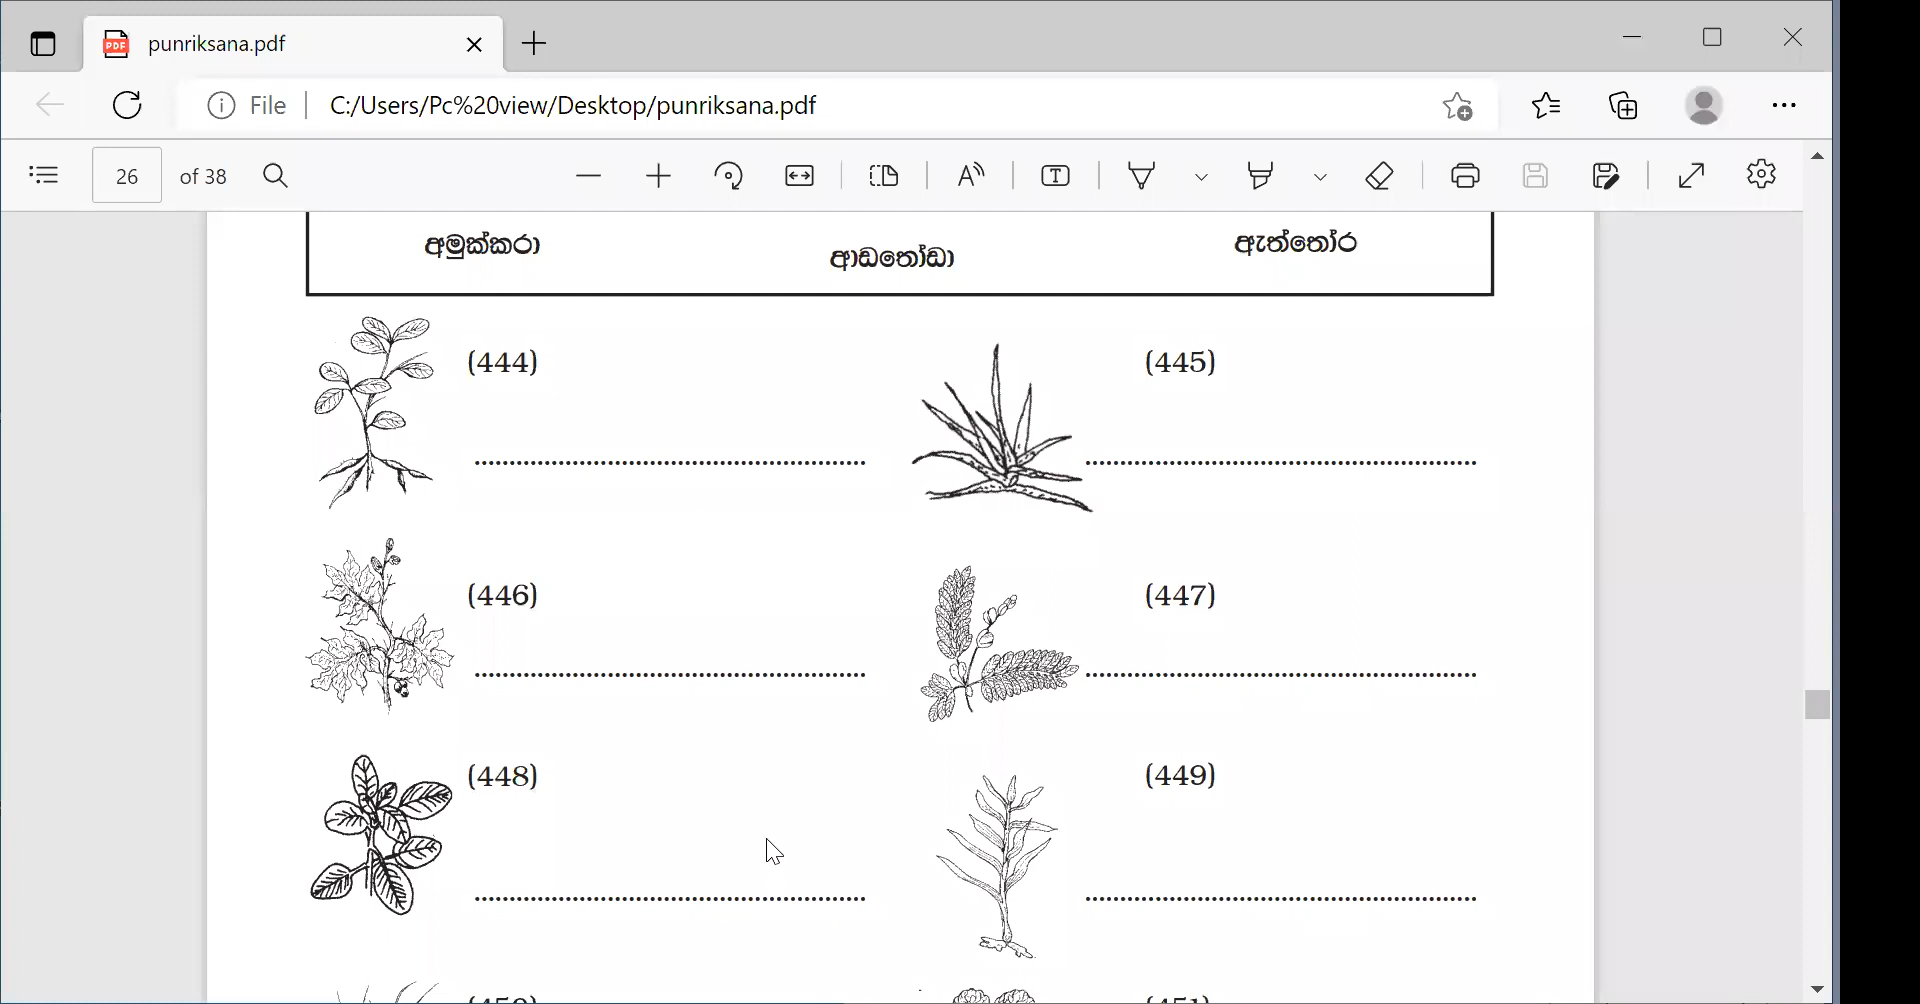 punriksana.pdf
File
C:/Users/Pc%20view/Desktop/punriksana.pdf
26 of 38
අමුක්කරා ආඩතෝඩා ඇත්තෝර
(444) (445)
(446) (447)
(448) (449)